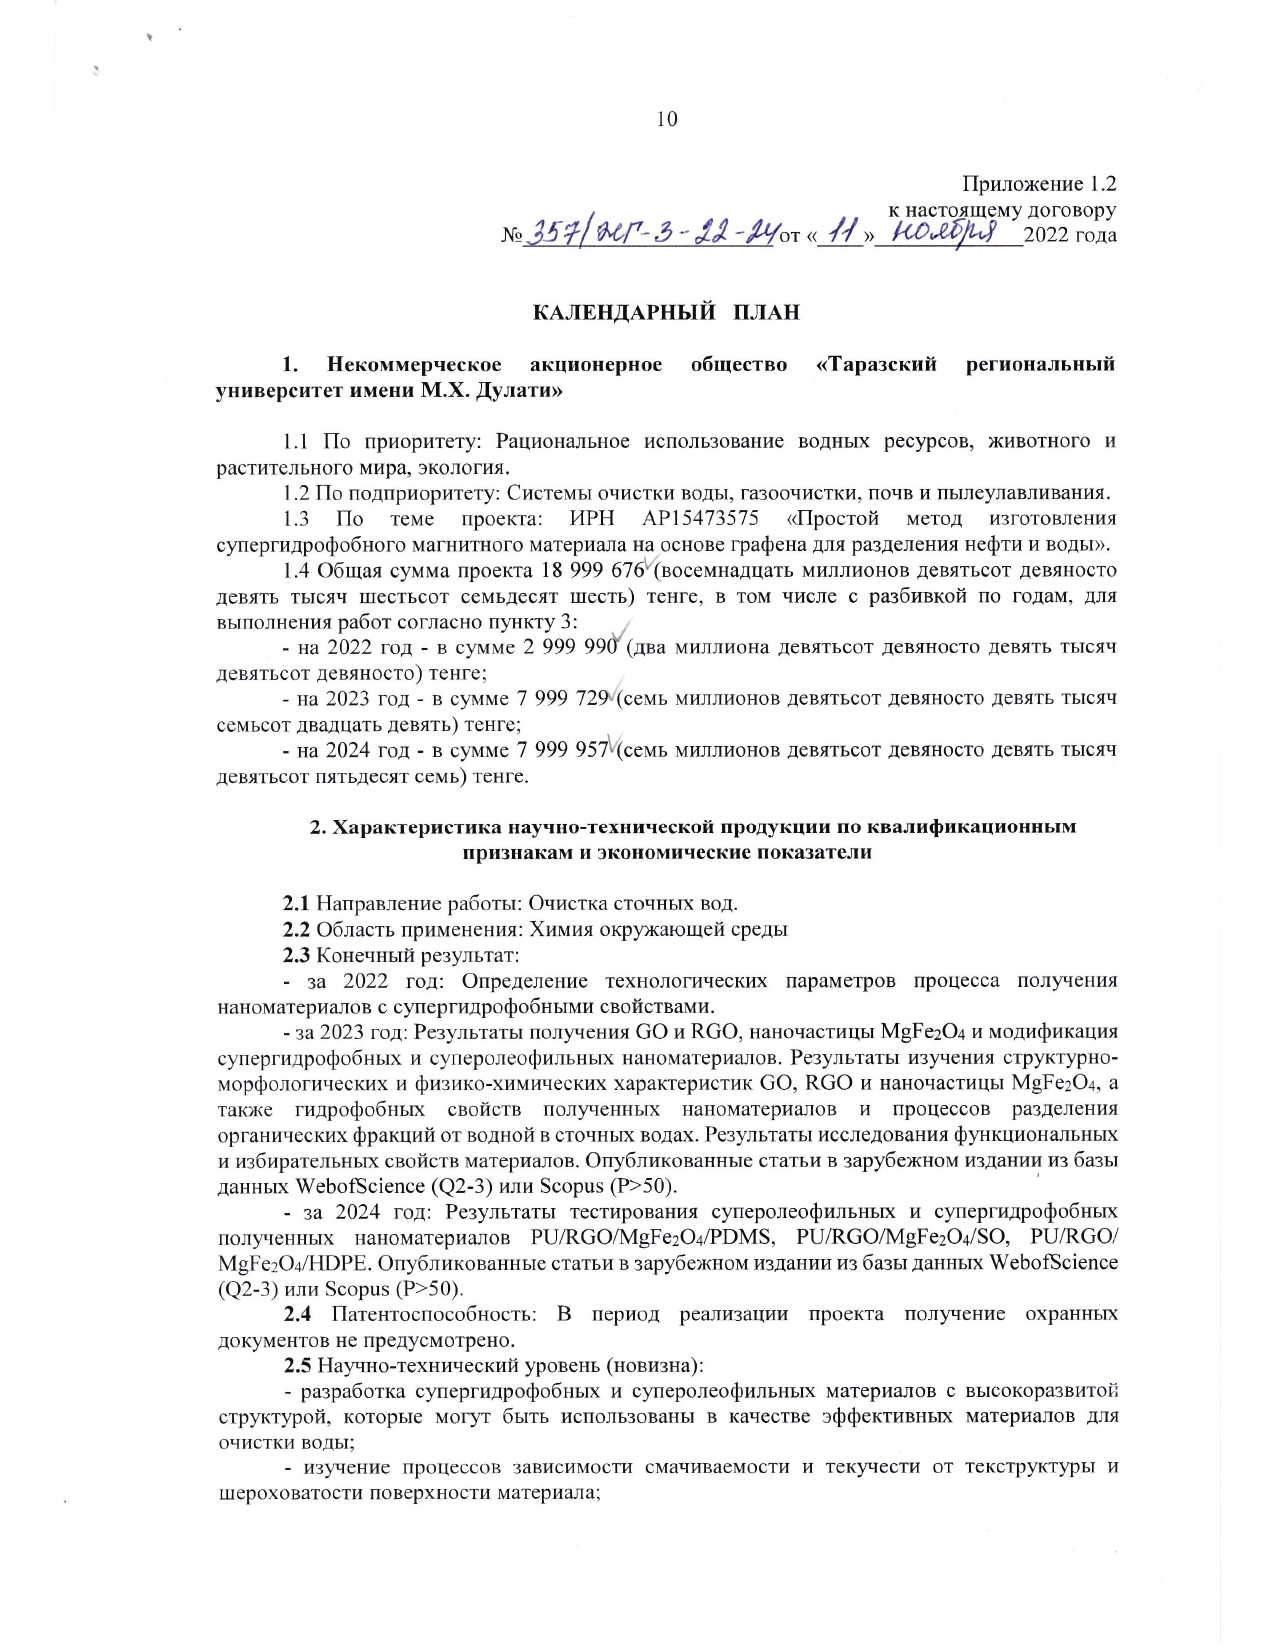 10
Приложение 1.2
к настоящему договору
№ 357/ЖГ-3-22-24 от « 11 » ноября 2022 года
КАЛЕНДАРНЫЙ ПЛАН
1. Некоммерческое акционерное общество «Таразский региональный
университет имени М.Х. Дулати»
1.1 По приоритету: Рациональное использование водных ресурсов, животного и
растительного мира, экология.
1.2 По подприоритету: Системы очистки воды, газоочистки, почв и пылеулавливания.
1.3 По теме проекта: ИРН АР15473575 «Простой метод изготовления
супергидрофобного магнитного материала на основе графена для разделения нефти и воды».
1.4 Общая сумма проекта 18 999 676 (восемнадцать миллионов девятьсот девяносто
девять тысяч шестьсот семьдесят шесть) тенге, в том числе с разбивкой по годам, для
выполнения работ согласно пункту 3:
- на 2022 год - в сумме 2 999 990 (два миллиона девятьсот девяносто девять тысяч
девятьсот девяносто) тенге;
- на 2023 год - в сумме 7 999 729 (семь миллионов девятьсот девяносто девять тысяч
семьсот двадцать девять) тенге;
- на 2024 год - в сумме 7 999 957 (семь миллионов девятьсот девяносто девять тысяч
девятьсот пятьдесят семь) тенге.
2. Характеристика научно-технической продукции по квалификационным
признакам и экономические показатели
2.1 Направление работы: Очистка сточных вод.
2.2 Область применения: Химия окружающей среды
2.3 Конечный результат:
- за 2022 год: Определение технологических параметров процесса получения
наноматериалов с супергидрофобными свойствами.
- за 2023 год: Результаты получения GO и RGO, наночастицы MgFe2O4 и модификация
супергидрофобных и суперолеофильных наноматериалов. Результаты изучения структурно-
морфологических и физико-химических характеристик GO, RGO и наночастицы MgFe2O4, а
также гидрофобных свойств полученных наноматериалов и процессов разделения
органических фракций от водной в сточных водах. Результаты исследования функциональных
и избирательных свойств материалов. Опубликованные статьи в зарубежном издании из базы
данных WebofScience (Q2-3) или Scopus (P>50).
- за 2024 год: Результаты тестирования суперолеофильных и супергидрофобных
полученных наноматериалов PU/RGO/MgFe2O4/PDMS, PU/RGO/MgFe2O4/SO, PU/RGO/
MgFe2O4/HDPE. Опубликованные статьи в зарубежном издании из базы данных WebofScience
(Q2-3) или Scopus (P>50).
2.4 Патентоспособность: В период реализации проекта получение охранных
документов не предусмотрено.
2.5 Научно-технический уровень (новизна):
- разработка супергидрофобных и суперолеофильных материалов с высокоразвитой
структурой, которые могут быть использованы в качестве эффективных материалов для
очистки воды;
- изучение процессов зависимости смачиваемости и текучести от текструктуры и
шероховатости поверхности материала;